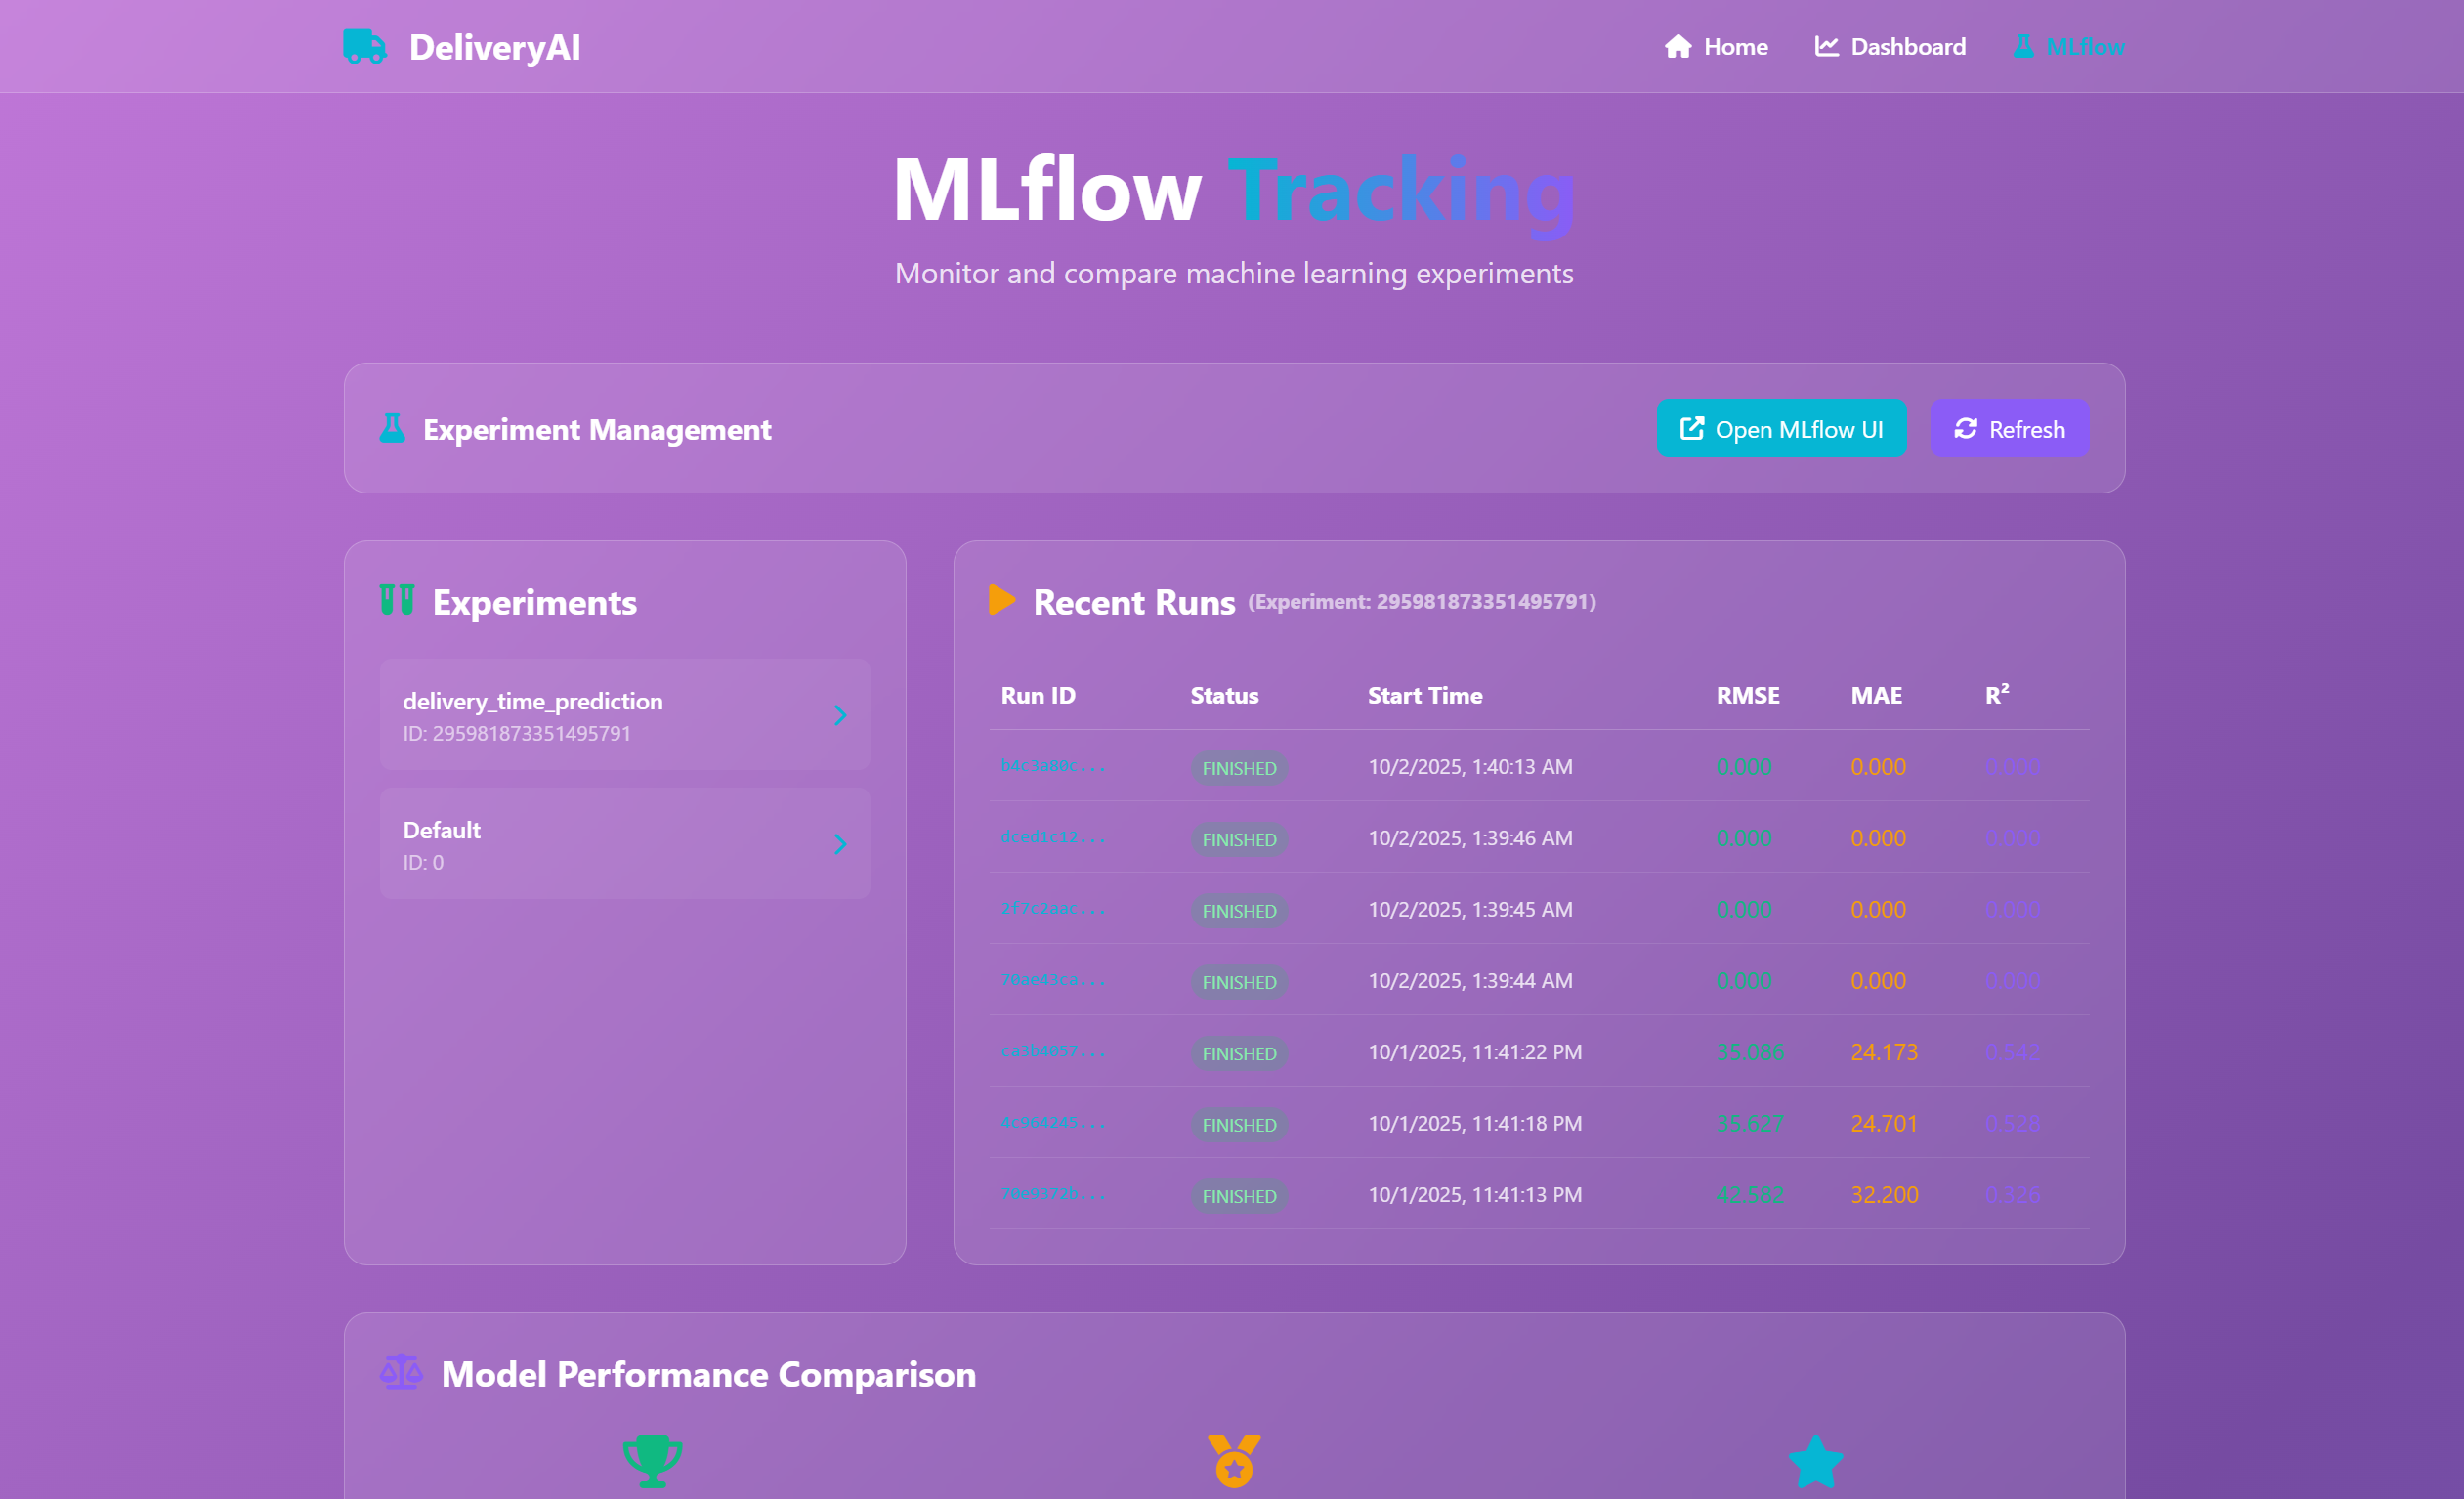 DeliveryAI
Home Dashboard MLflow
MLflow Tracking
Monitor and compare machine learning experiments
Experiment Management
Open MLflow UI Refresh
Experiments
delivery_time_prediction
ID: 295981873351495791
Default
ID: 0
Recent Runs (Experiment: 295981873351495791)
Run ID Status Start Time RMSE MAE R²
b4c3a80c... FINISHED 10/2/2025, 1:40:13 AM 0.000 0.000 0.000
dced1c12... FINISHED 10/2/2025, 1:39:46 AM 0.000 0.000 0.000
2f7c2aac... FINISHED 10/2/2025, 1:39:45 AM 0.000 0.000 0.000
70ae43ca... FINISHED 10/2/2025, 1:39:44 AM 0.000 0.000 0.000
ca3b4057... FINISHED 10/1/2025, 11:41:22 PM 35.086 24.173 0.542
FINISHED 10/1/2025, 11:41:18 PM 35.627 24.701 0.528
70e9372b... FINISHED 10/1/2025, 11:41:13 PM 42.582 32.200 0.326
Model Performance Comparison